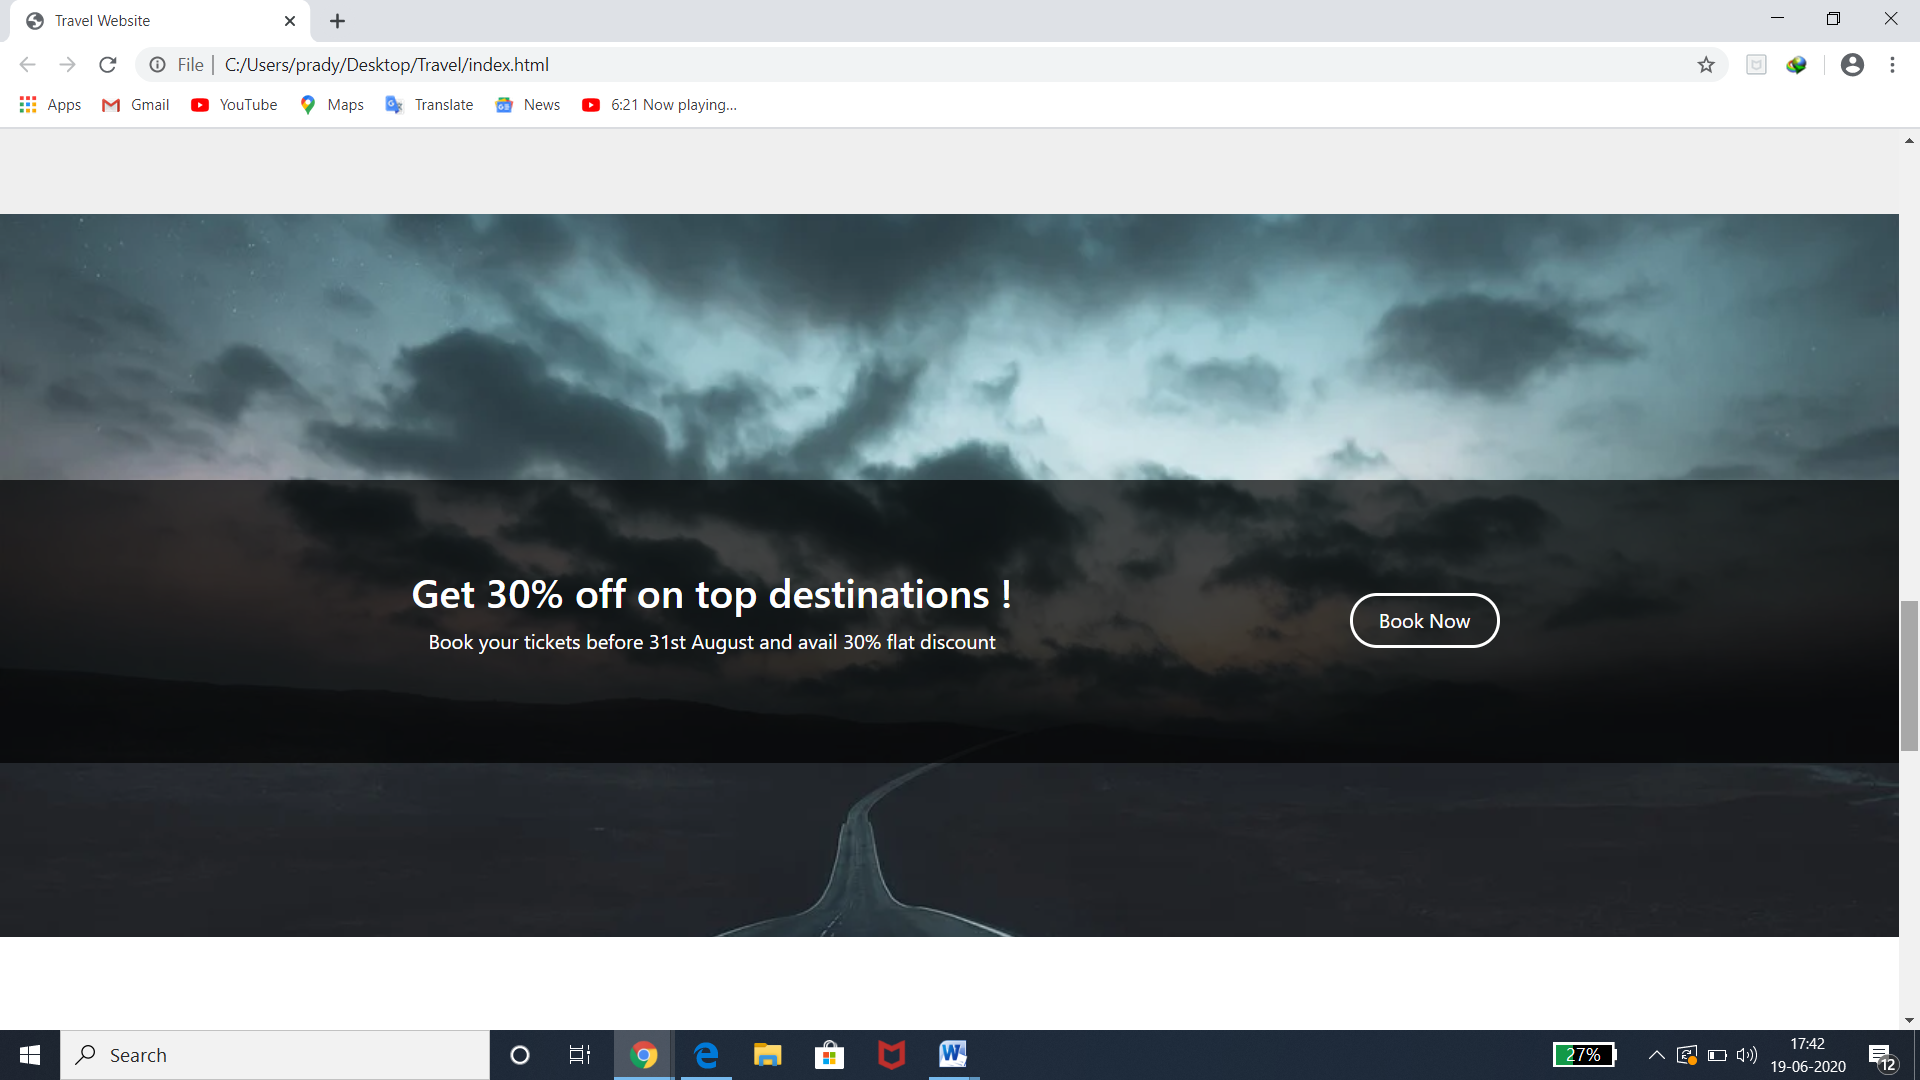 Travel Website
File | C:/Users/prady/Desktop/Travel/index.html
Apps Gmail YouTube Maps Translate News 6:21 Now playing...
Get 30% off on top destinations !
Book your tickets before 31st August and avail 30% flat discount
Book Now
Search
27%
17:42
19-06-2020
12